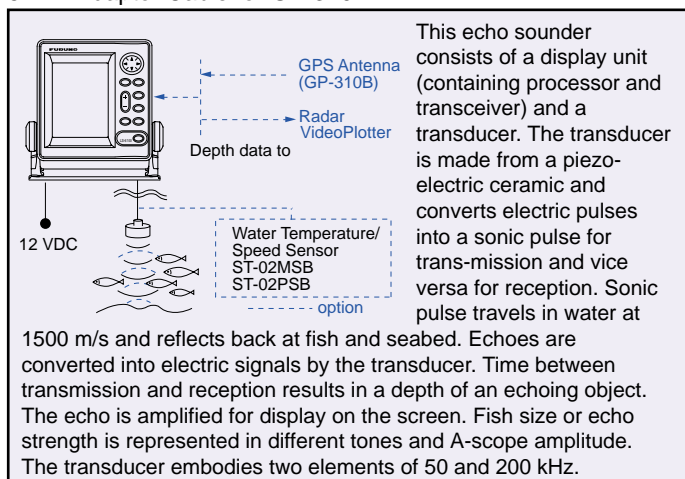 FURUNO
GPS Antenna
(GP-310B)
Radar
VideoPlotter
Depth data to
12 VDC
Water Temperature/
Speed Sensor
ST-02MSB
ST-02PSB
option
This echo sounder
consists of a display unit
(containing processor and
transceiver) and a
transducer. The transducer
is made from a piezo-
electric ceramic and
converts electric pulses
into a sonic pulse for
trans-mission and vice
versa for reception. Sonic
pulse travels in water at
1500 m/s and reflects back at fish and seabed. Echoes are
converted into electric signals by the transducer. Time between
transmission and reception results in a depth of an echoing object.
The echo is amplified for display on the screen. Fish size or echo
strength is represented in different tones and A-scope amplitude.
The transducer embodies two elements of 50 and 200 kHz.